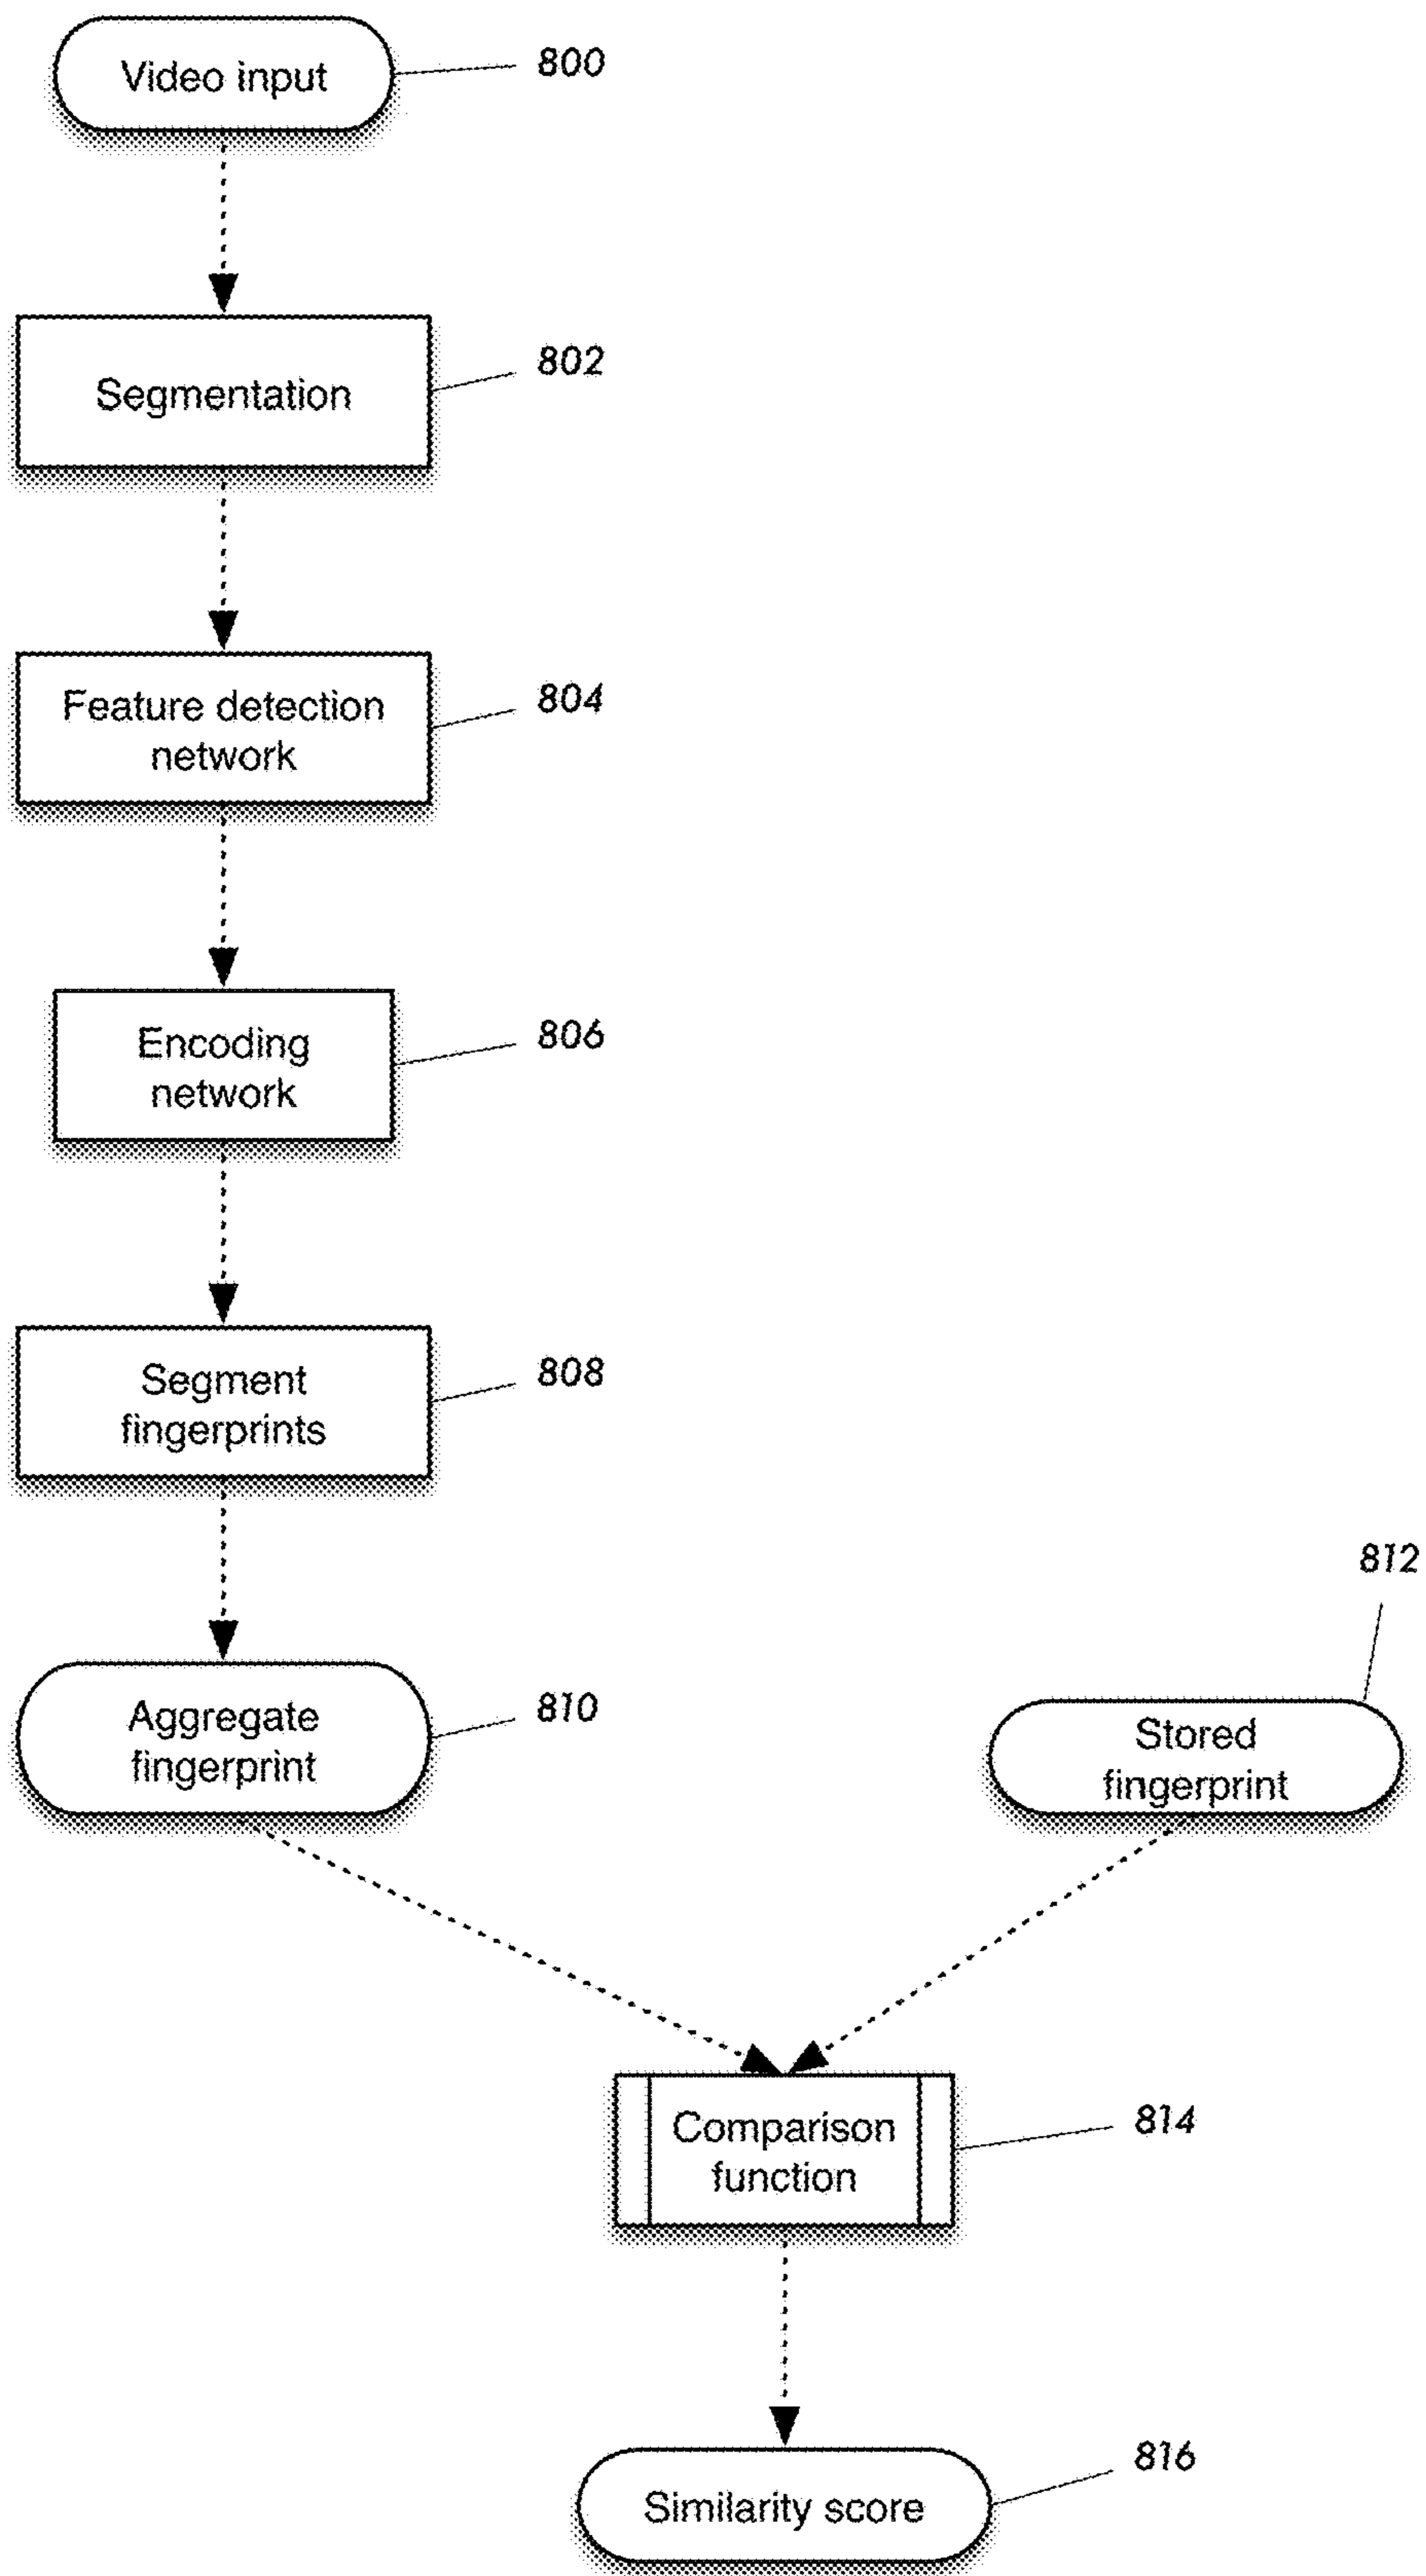 Video input
800
Segmentation
802
Feature detection
network
804
Encoding
network
806
Segment
fingerprints
808
Aggregate
fingerprint
810
812
Stored
fingerprint
Comparison
function
814
Similarity score
816